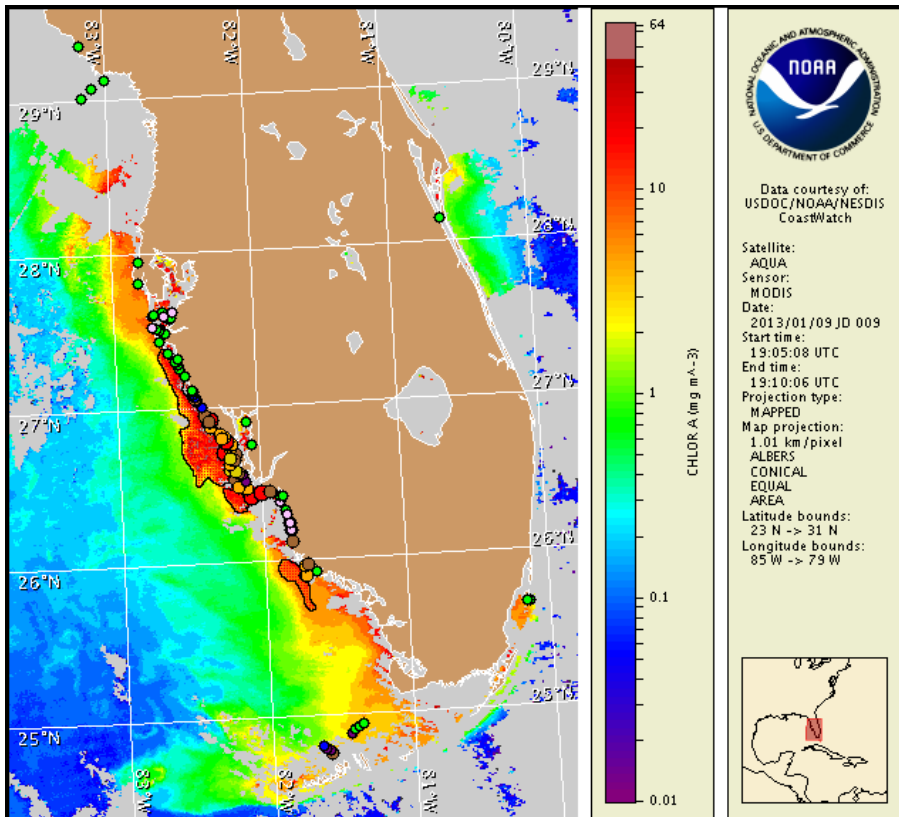 83°W
82°W
81°W
80°W
29°N
29°N
28°N
28°N
27°N
27°N
26°N
26°N
25°N
25°N
83°W
82°W
81°W
64
10
1
0.1
0.01
CHLOR A (mg m^-3)
NATIONAL OCEANIC AND ATMOSPHERIC ADMINISTRATION
NOAA
U.S. DEPARTMENT OF COMMERCE
Data courtesy of:
USDOC/NOAA/NESDIS
CoastWatch
Satellite:
AQUA
Sensor:
MODIS
Date:
2013/01/09 JD 009
Start time:
19:05:08 UTC
End time:
19:10:06 UTC
Projection type:
MAPPED
Map projection:
1.01 km/pixel
ALBERS
CONICAL
EQUAL
AREA
Latitude bounds:
23 N -> 31 N
Longitude bounds:
85 W -> 79 W